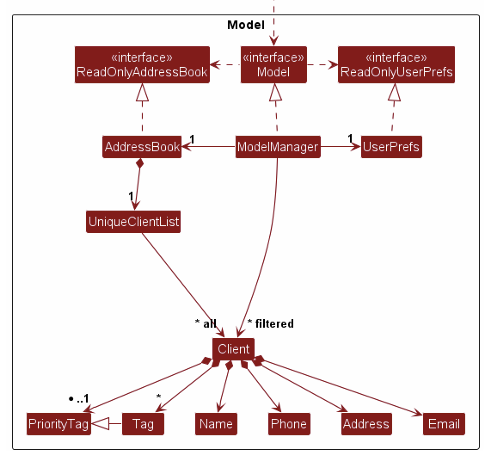 Model
«interface»
ReadOnlyAddressBook
«interface»
Model
«interface»
ReadOnlyUserPrefs
AddressBook
1
ModelManager
1
UserPrefs
1
UniqueClientList
* all
* filtered
Client
• ..1
*
PriorityTag
Tag
Name
Phone
Address
Email